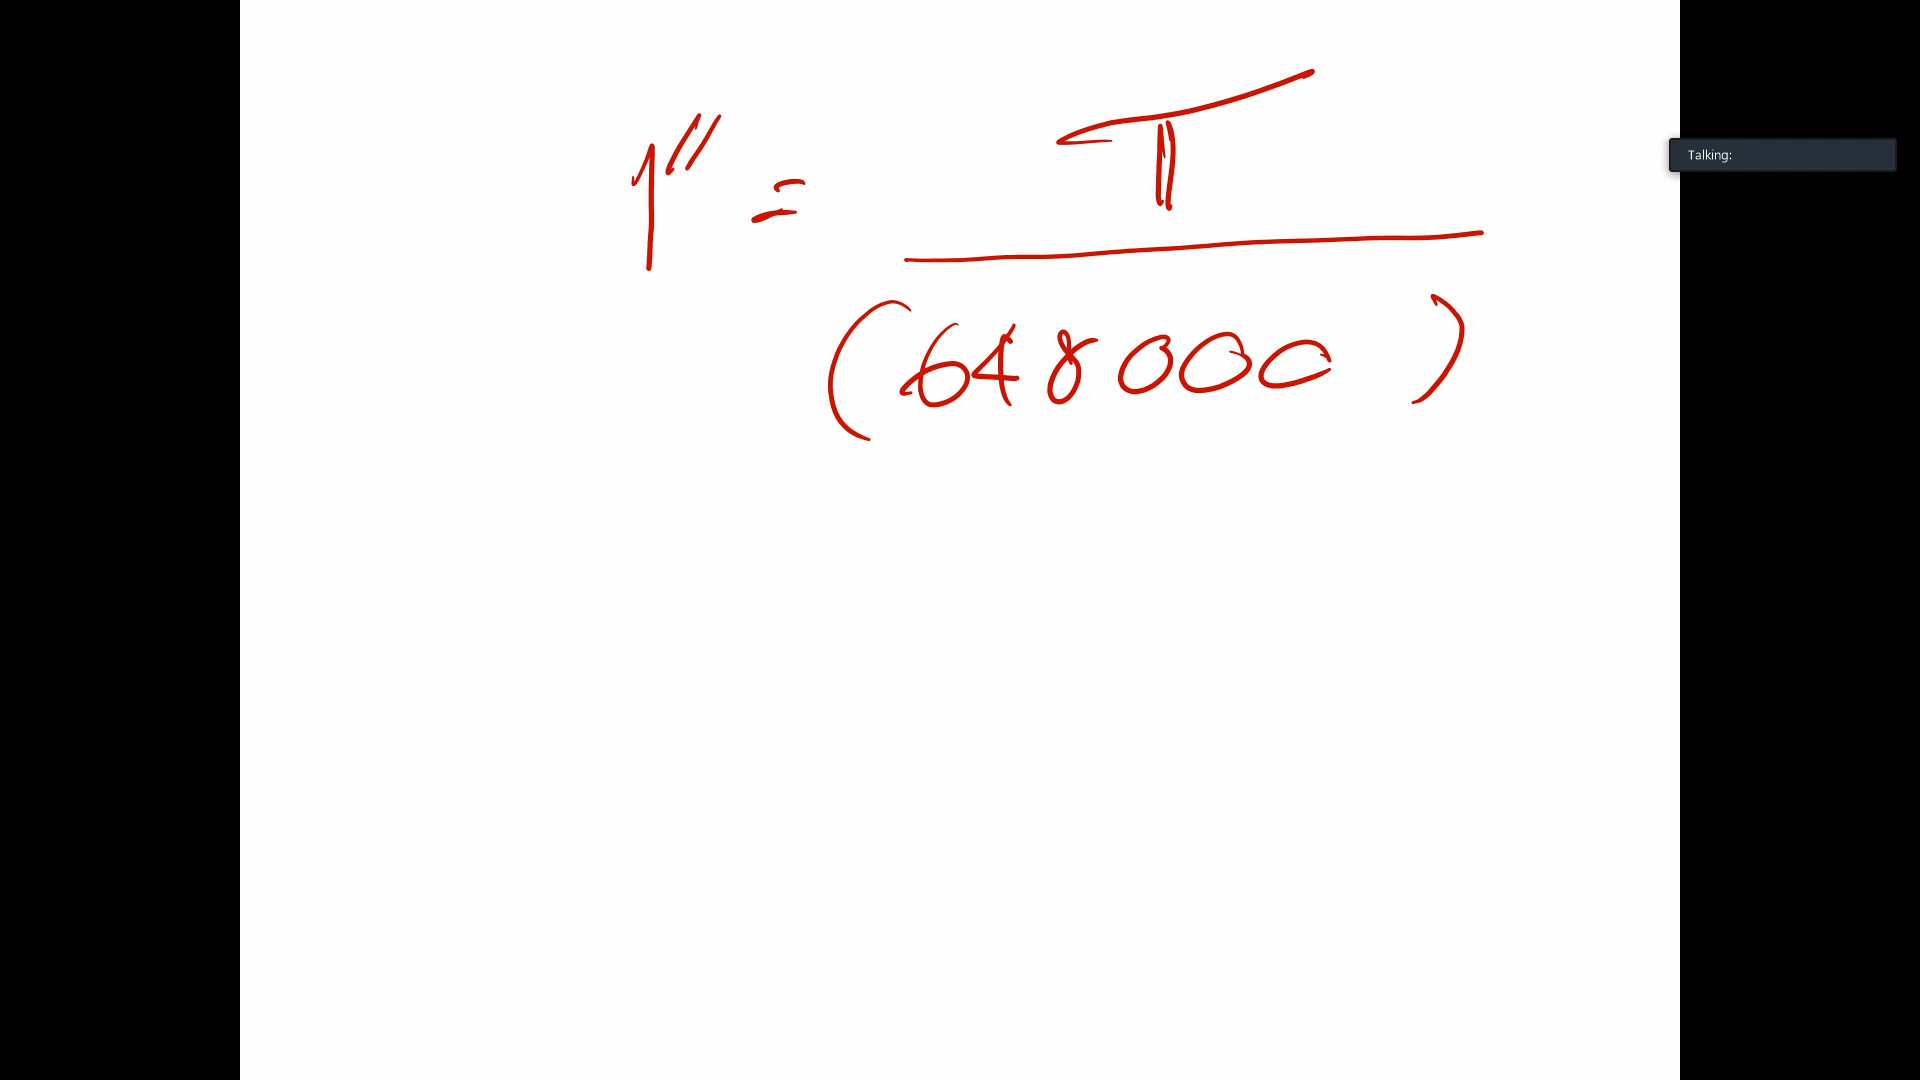 1″ = π / (648000)
Talking: